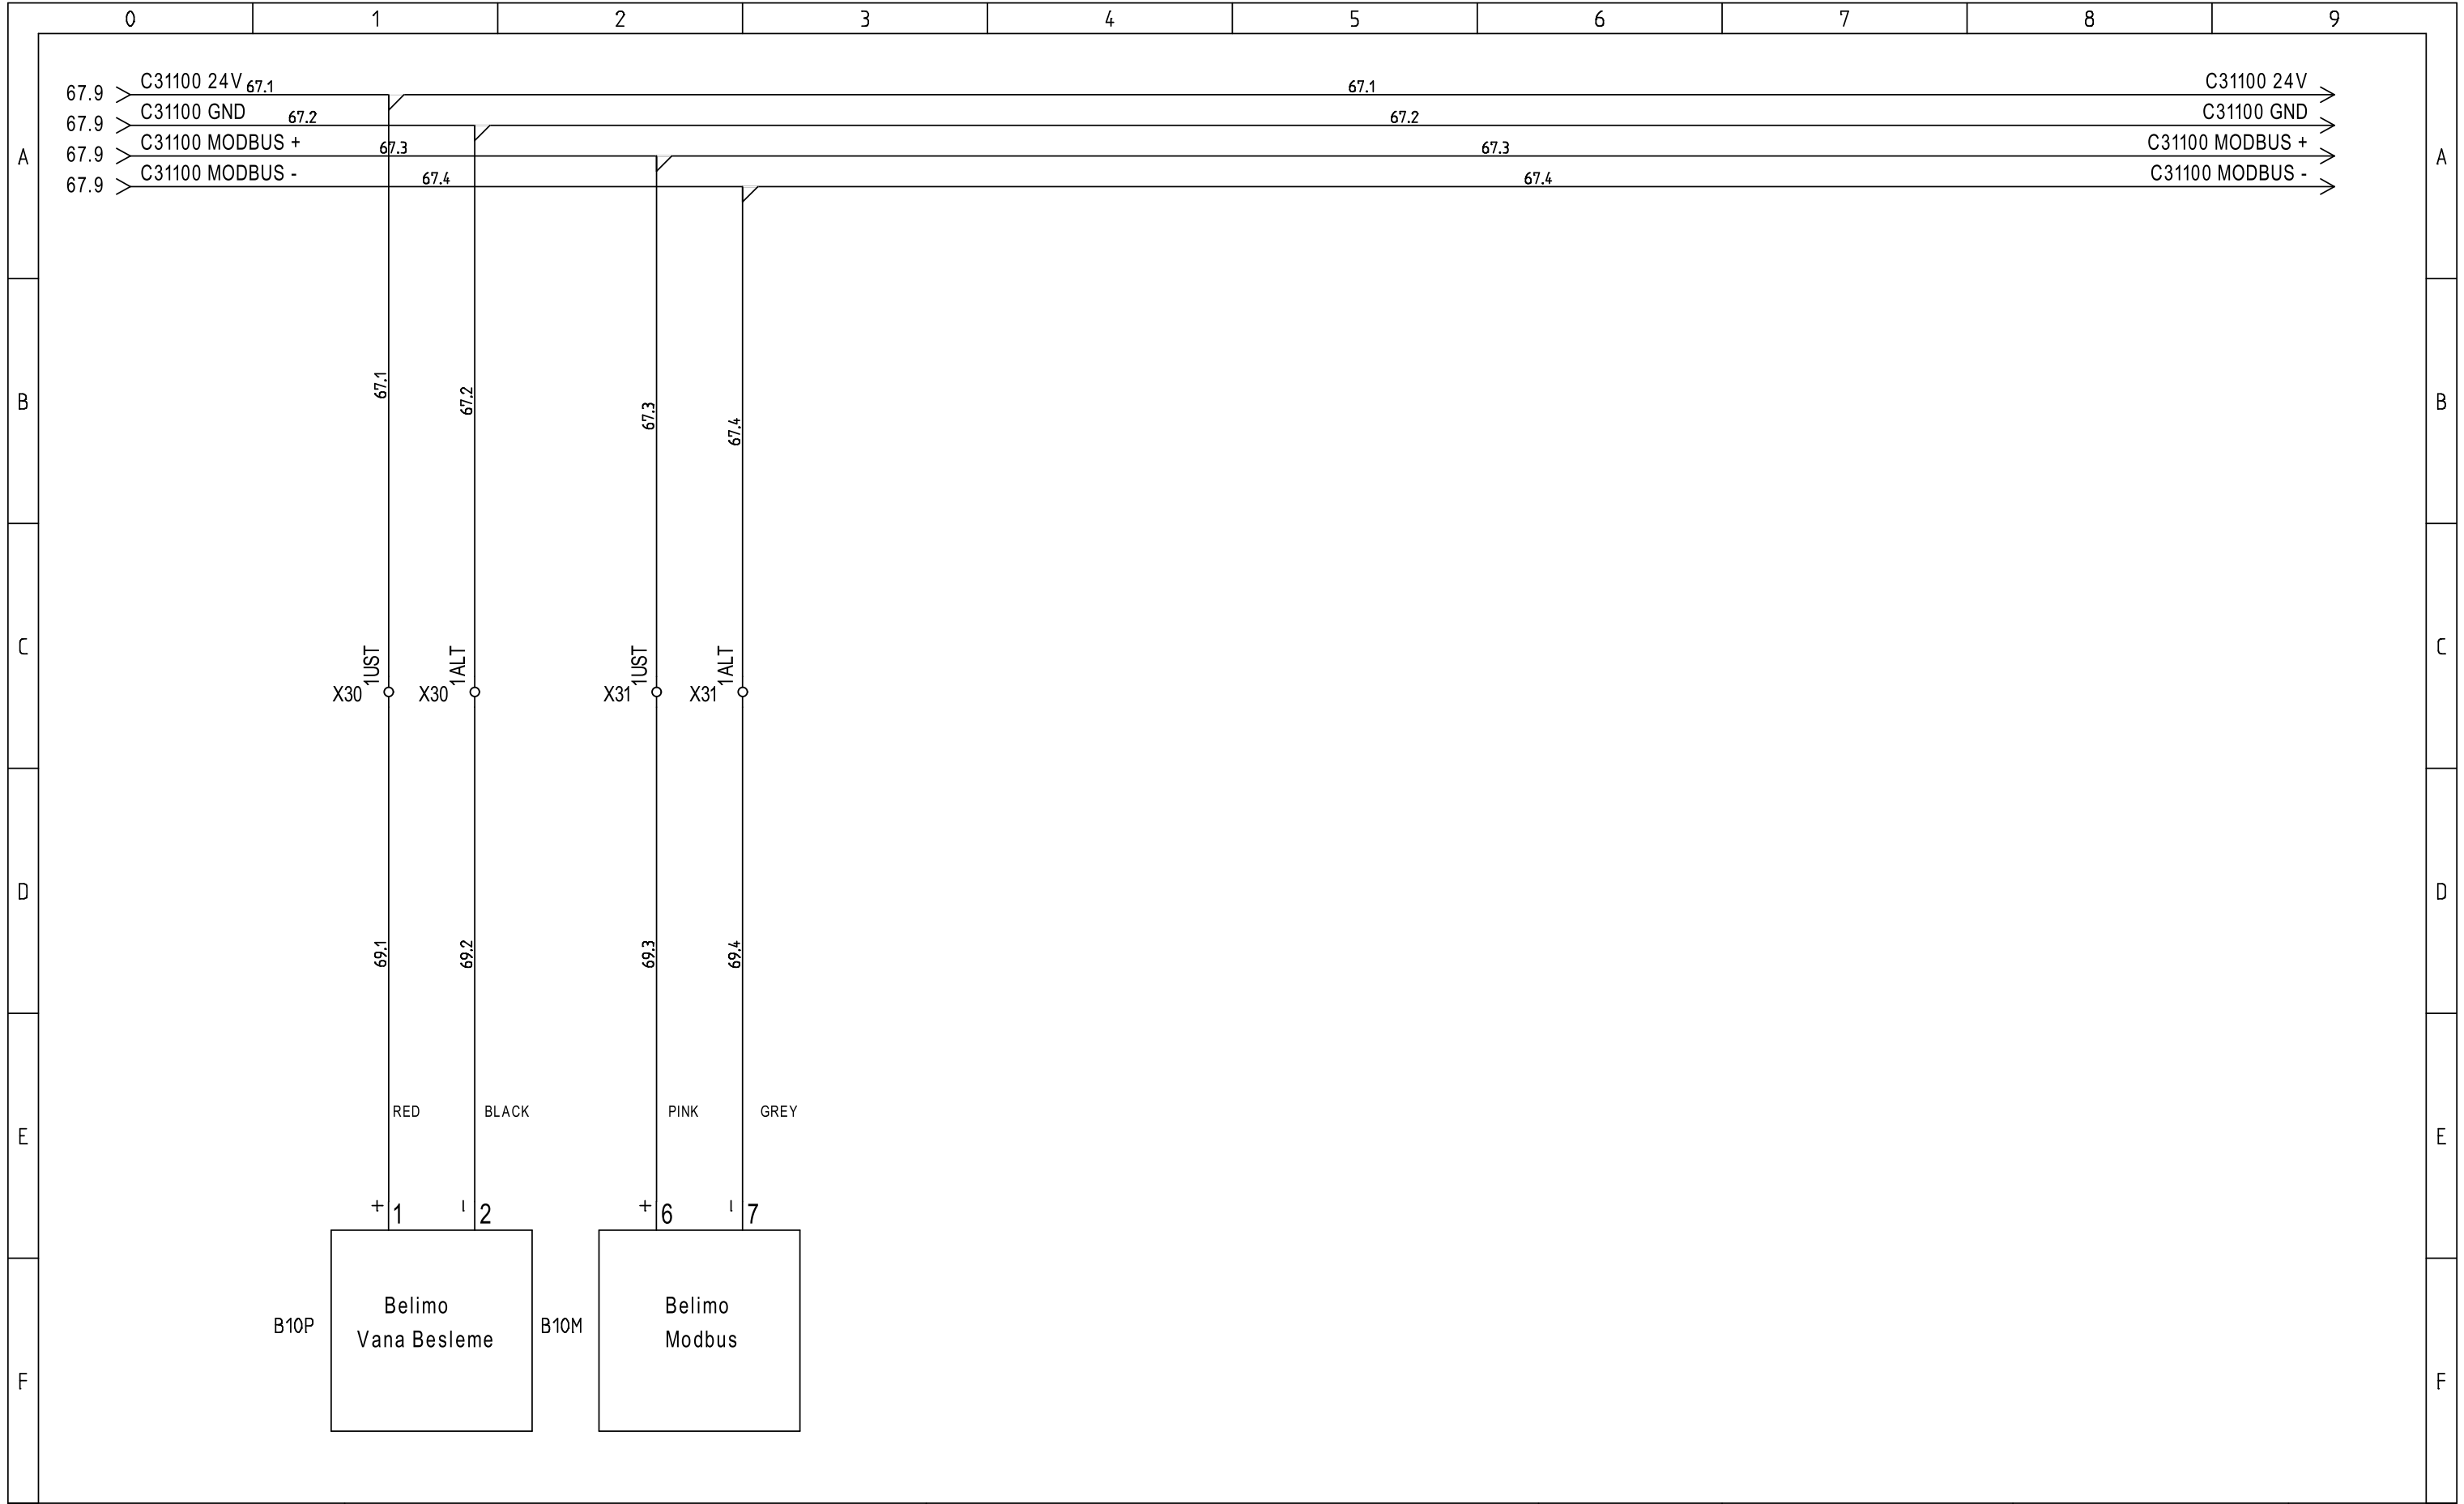 0 1 2 3 4 5 6 7 8 9
67.9 C31100 24V 67.1 67.1 C31100 24V
67.9 C31100 GND 67.2 67.2 C31100 GND
67.9 C31100 MODBUS + 67.3 67.3 C31100 MODBUS +
A A
67.9 C31100 MODBUS - 67.4 67.4 C31100 MODBUS -
67.1 67.2 67.3 67.4
B B
C C
1UST 1ALT 1UST 1ALT
X30 X30 X31 X31
D D
69.1 69.2 69.3 69.4
RED BLACK PINK GREY
E E
+ 1 - 2 + 6 - 7
Belimo Belimo
B10P Vana Besleme B10M Modbus
F F